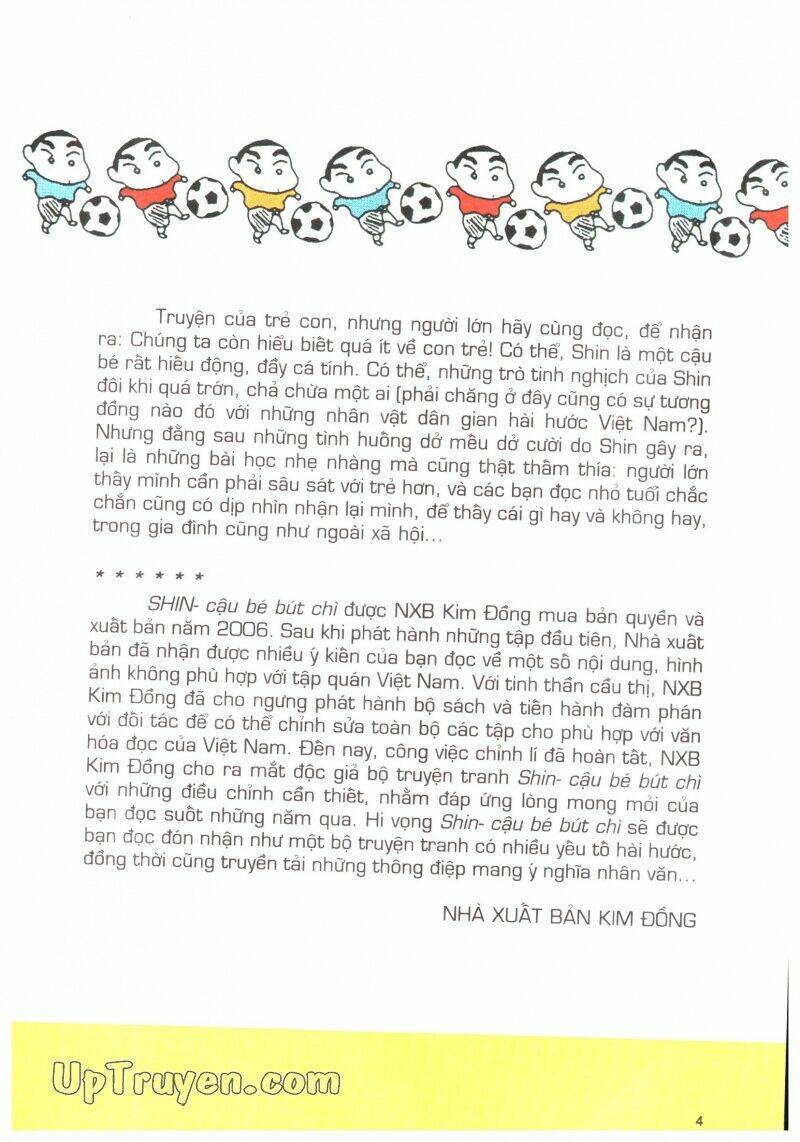 Truyện của trẻ con, nhưng người lớn hãy cùng đọc, để nhận
ra: Chúng ta còn hiểu biết quá ít về con trẻ! Có thể, Shin là một cậu
bé rất hiếu động, đầy cá tính. Có thể, những trò tinh nghịch của Shin
đôi khi quá trớn, chả chừa một ai (phải chăng ở đây cũng có sự tương
đồng nào đó với những nhân vật dân gian hài hước Việt Nam?).
Nhưng đằng sau những tình huống dở mếu dở cười do Shin gây ra,
lại là những bài học nhẹ nhàng mà cũng thật thấm thía: người lớn
thấy mình cần phải sâu sát với trẻ hơn, và các bạn đọc nhỏ tuổi chắc
chắn cũng có dịp nhìn nhận lại mình, để thấy cái gì hay và không hay,
trong gia đình cũng như ngoài xã hội...
* * * * * *
SHIN- cậu bé bút chì được NXB Kim Đồng mua bản quyền và
xuất bản năm 2006. Sau khi phát hành những tập đầu tiên, Nhà xuất
bản đã nhận được nhiều ý kiến của bạn đọc về một số nội dung, hình
ảnh không phù hợp với tập quán Việt Nam. Với tinh thần cầu thị, NXB
Kim Đồng đã cho ngưng phát hành bộ sách và tiến hành đàm phán
với đối tác để có thể chỉnh sửa toàn bộ các tập cho phù hợp với văn
hóa đọc của Việt Nam. Đến nay, công việc chỉnh lí đã hoàn tất, NXB
Kim Đồng cho ra mắt độc giả bộ truyện tranh Shin- cậu bé bút chì
với những điều chỉnh cần thiết, nhằm đáp ứng lòng mong mỏi của
bạn đọc suốt những năm qua. Hi vọng Shin- cậu bé bút chì sẽ được
bạn đọc đón nhận như một bộ truyện tranh có nhiều yếu tố hài hước,
đồng thời cũng truyền tải những thông điệp mang ý nghĩa nhân văn...
NHÀ XUẤT BẢN KIM ĐỒNG
UpTruyen.com
4